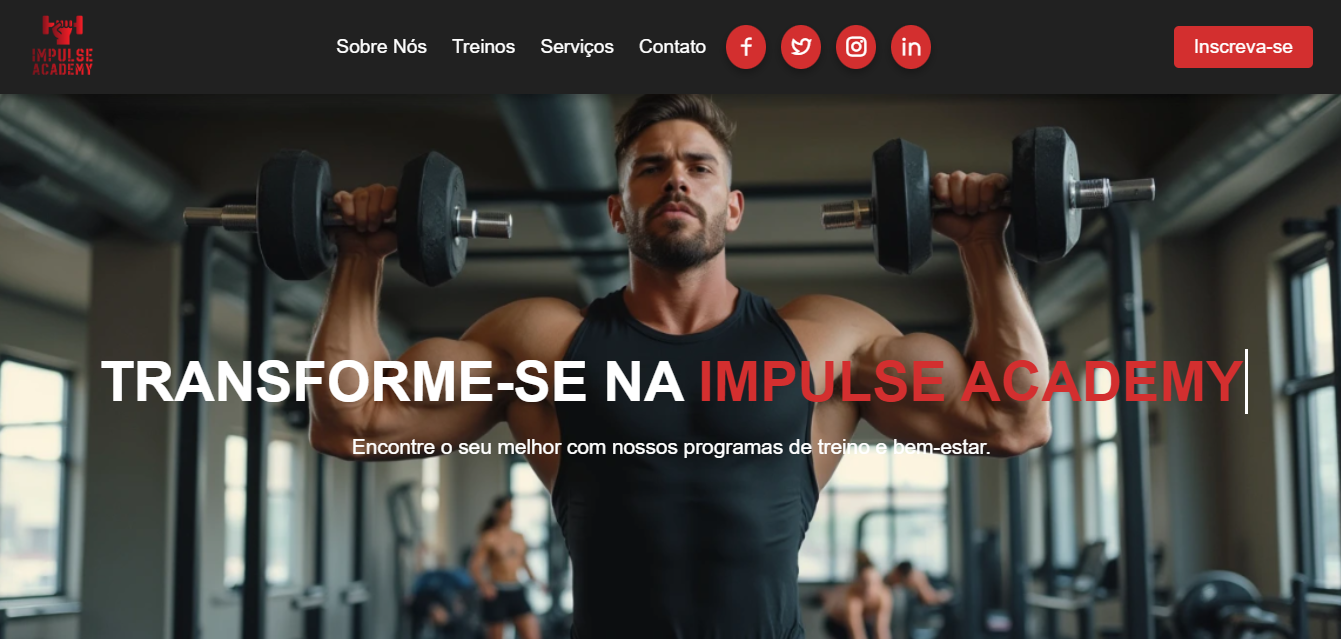 IMPULSE
ACADEMY
Sobre Nós Treinos Serviços Contato
Inscreva-se
TRANSFORME-SE NA IMPULSE ACADEMY
Encontre o seu melhor com nossos programas de treino e bem-estar.